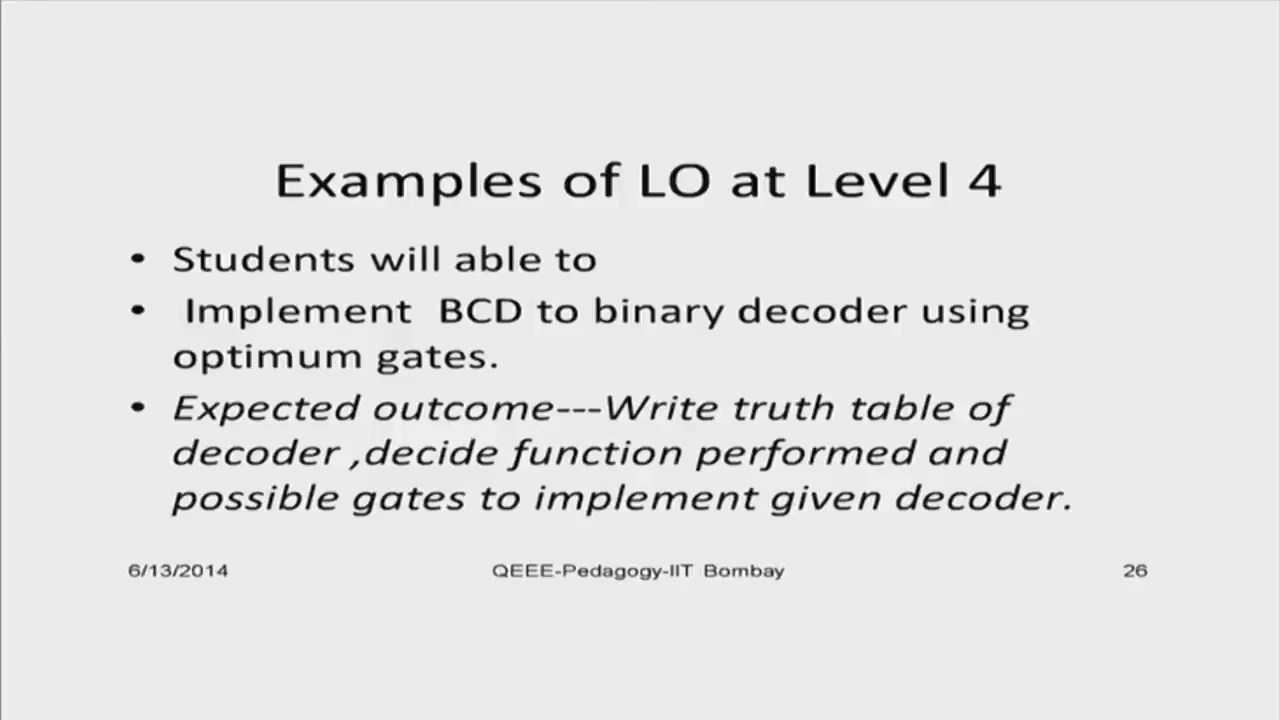 Examples of LO at Level 4
• Students will able to
• Implement BCD to binary decoder using
optimum gates.
• Expected outcome---Write truth table of
decoder ,decide function performed and
possible gates to implement given decoder.
6/13/2014 QEEE-Pedagogy-IIT Bombay 26